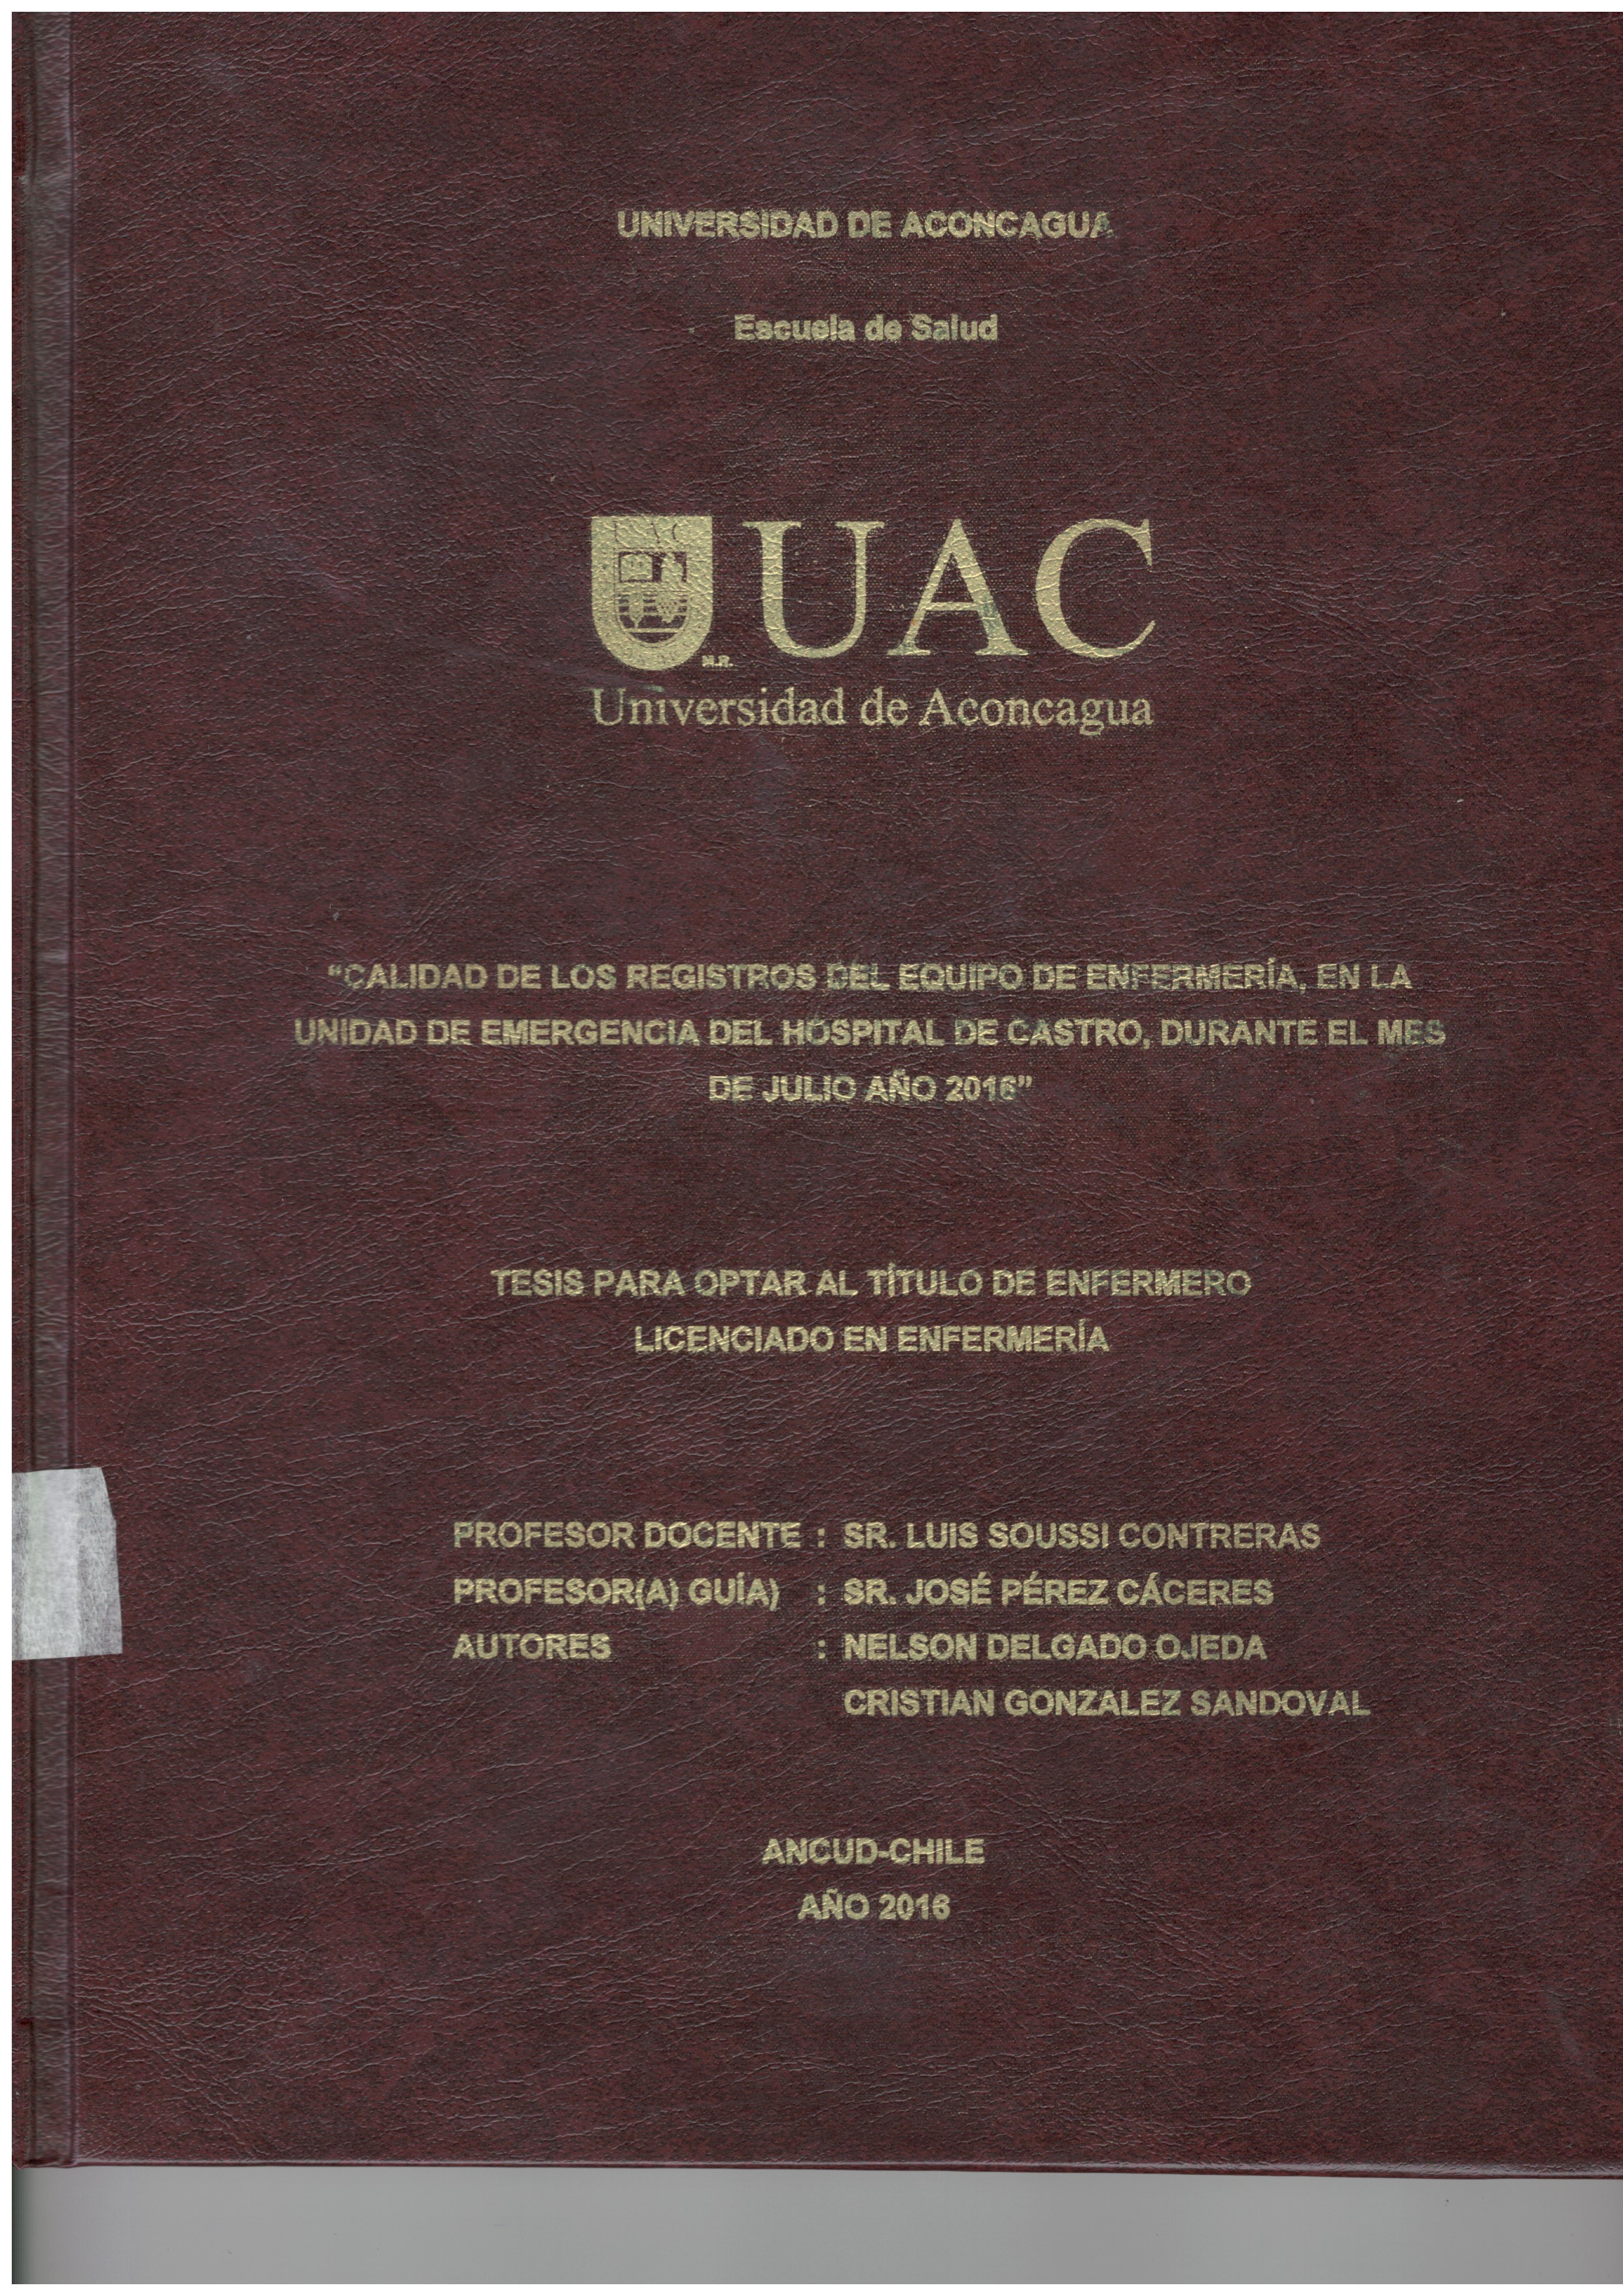 UNIVERSIDAD DE ACONCAGUA
Escuela de Salud
UAC
M.R.
Universidad de Aconcagua
“CALIDAD DE LOS REGISTROS DEL EQUIPO DE ENFERMERÍA, EN LA
UNIDAD DE EMERGENCIA DEL HOSPITAL DE CASTRO, DURANTE EL MES
DE JULIO AÑO 2016”
TESIS PARA OPTAR AL TÍTULO DE ENFERMERO
LICENCIADO EN ENFERMERÍA
PROFESOR DOCENTE : SR. LUIS SOUSSI CONTRERAS
PROFESOR(A) GUÍA) : SR. JOSÉ PÉREZ CÁCERES
AUTORES : NELSON DELGADO OJEDA
CRISTIAN GONZALEZ SANDOVAL
ANCUD-CHILE
AÑO 2016